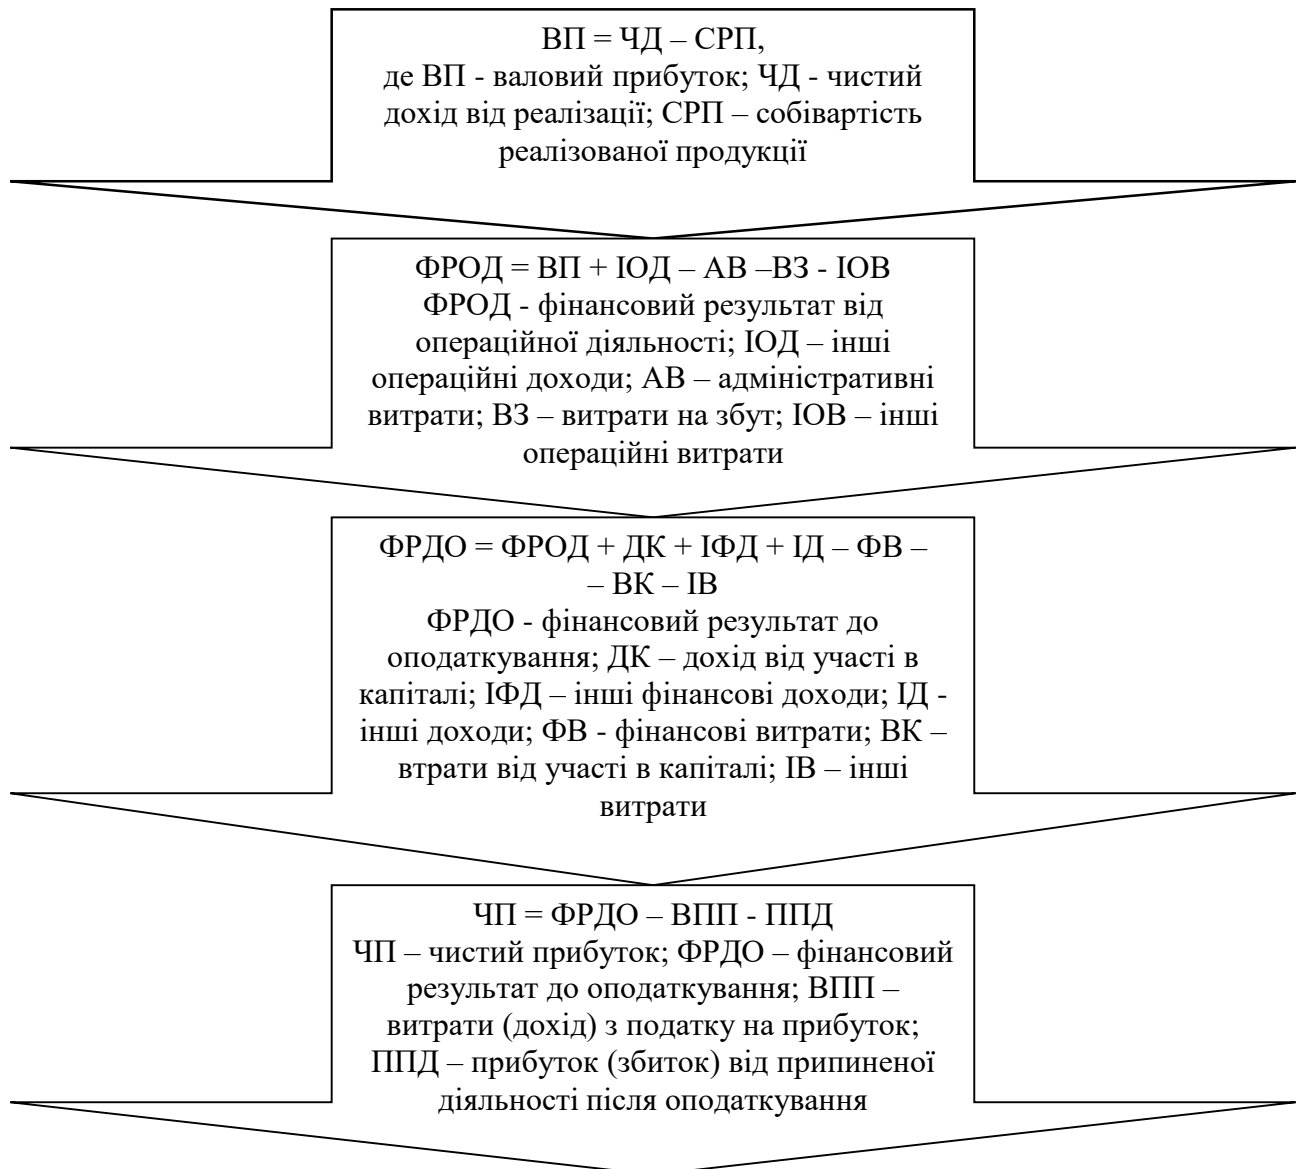 ВП = ЧД – СРП,
де ВП - валовий прибуток; ЧД - чистий
дохід від реалізації; СРП – собівартість
реалізованої продукції
ФРОД = ВП + ІОД – АВ –ВЗ - ІОВ
ФРОД - фінансовий результат від
операційної діяльності; ІОД – інші
операційні доходи; АВ – адміністративні
витрати; ВЗ – витрати на збут; ІОВ – інші
операційні витрати
ФРДО = ФРОД + ДК + ІФД + ІД – ФВ –
– ВК – ІВ
ФРДО - фінансовий результат до
оподаткування; ДК – дохід від участі в
капіталі; ІФД – інші фінансові доходи; ІД -
інші доходи; ФВ - фінансові витрати; ВК –
втрати від участі в капіталі; ІВ – інші
витрати
ЧП = ФРДО – ВПП - ППД
ЧП – чистий прибуток; ФРДО – фінансовий
результат до оподаткування; ВПП –
витрати (дохід) з податку на прибуток;
ППД – прибуток (збиток) від припиненої
діяльності після оподаткування